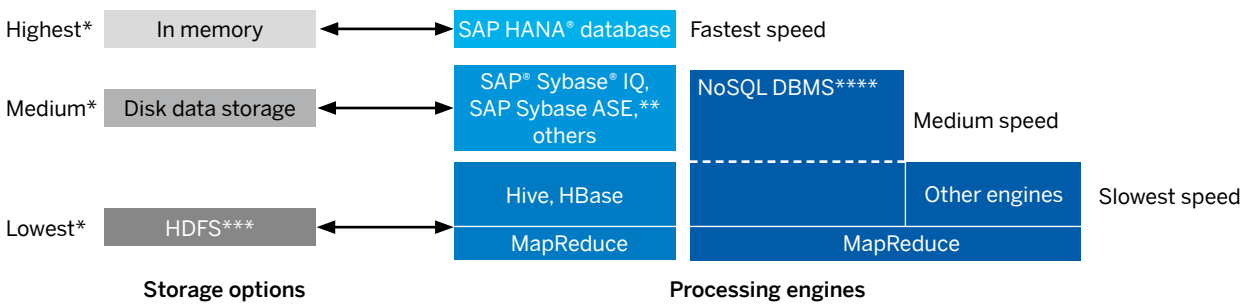 Highest*
In memory
SAP HANA® database
Fastest speed
Medium*
Disk data storage
SAP® Sybase® IQ,
SAP Sybase ASE,**
others
NoSQL DBMS****
Medium speed
Lowest*
HDFS***
Hive, HBase
MapReduce
Other engines
Slowest speed
MapReduce
Storage options
Processing engines